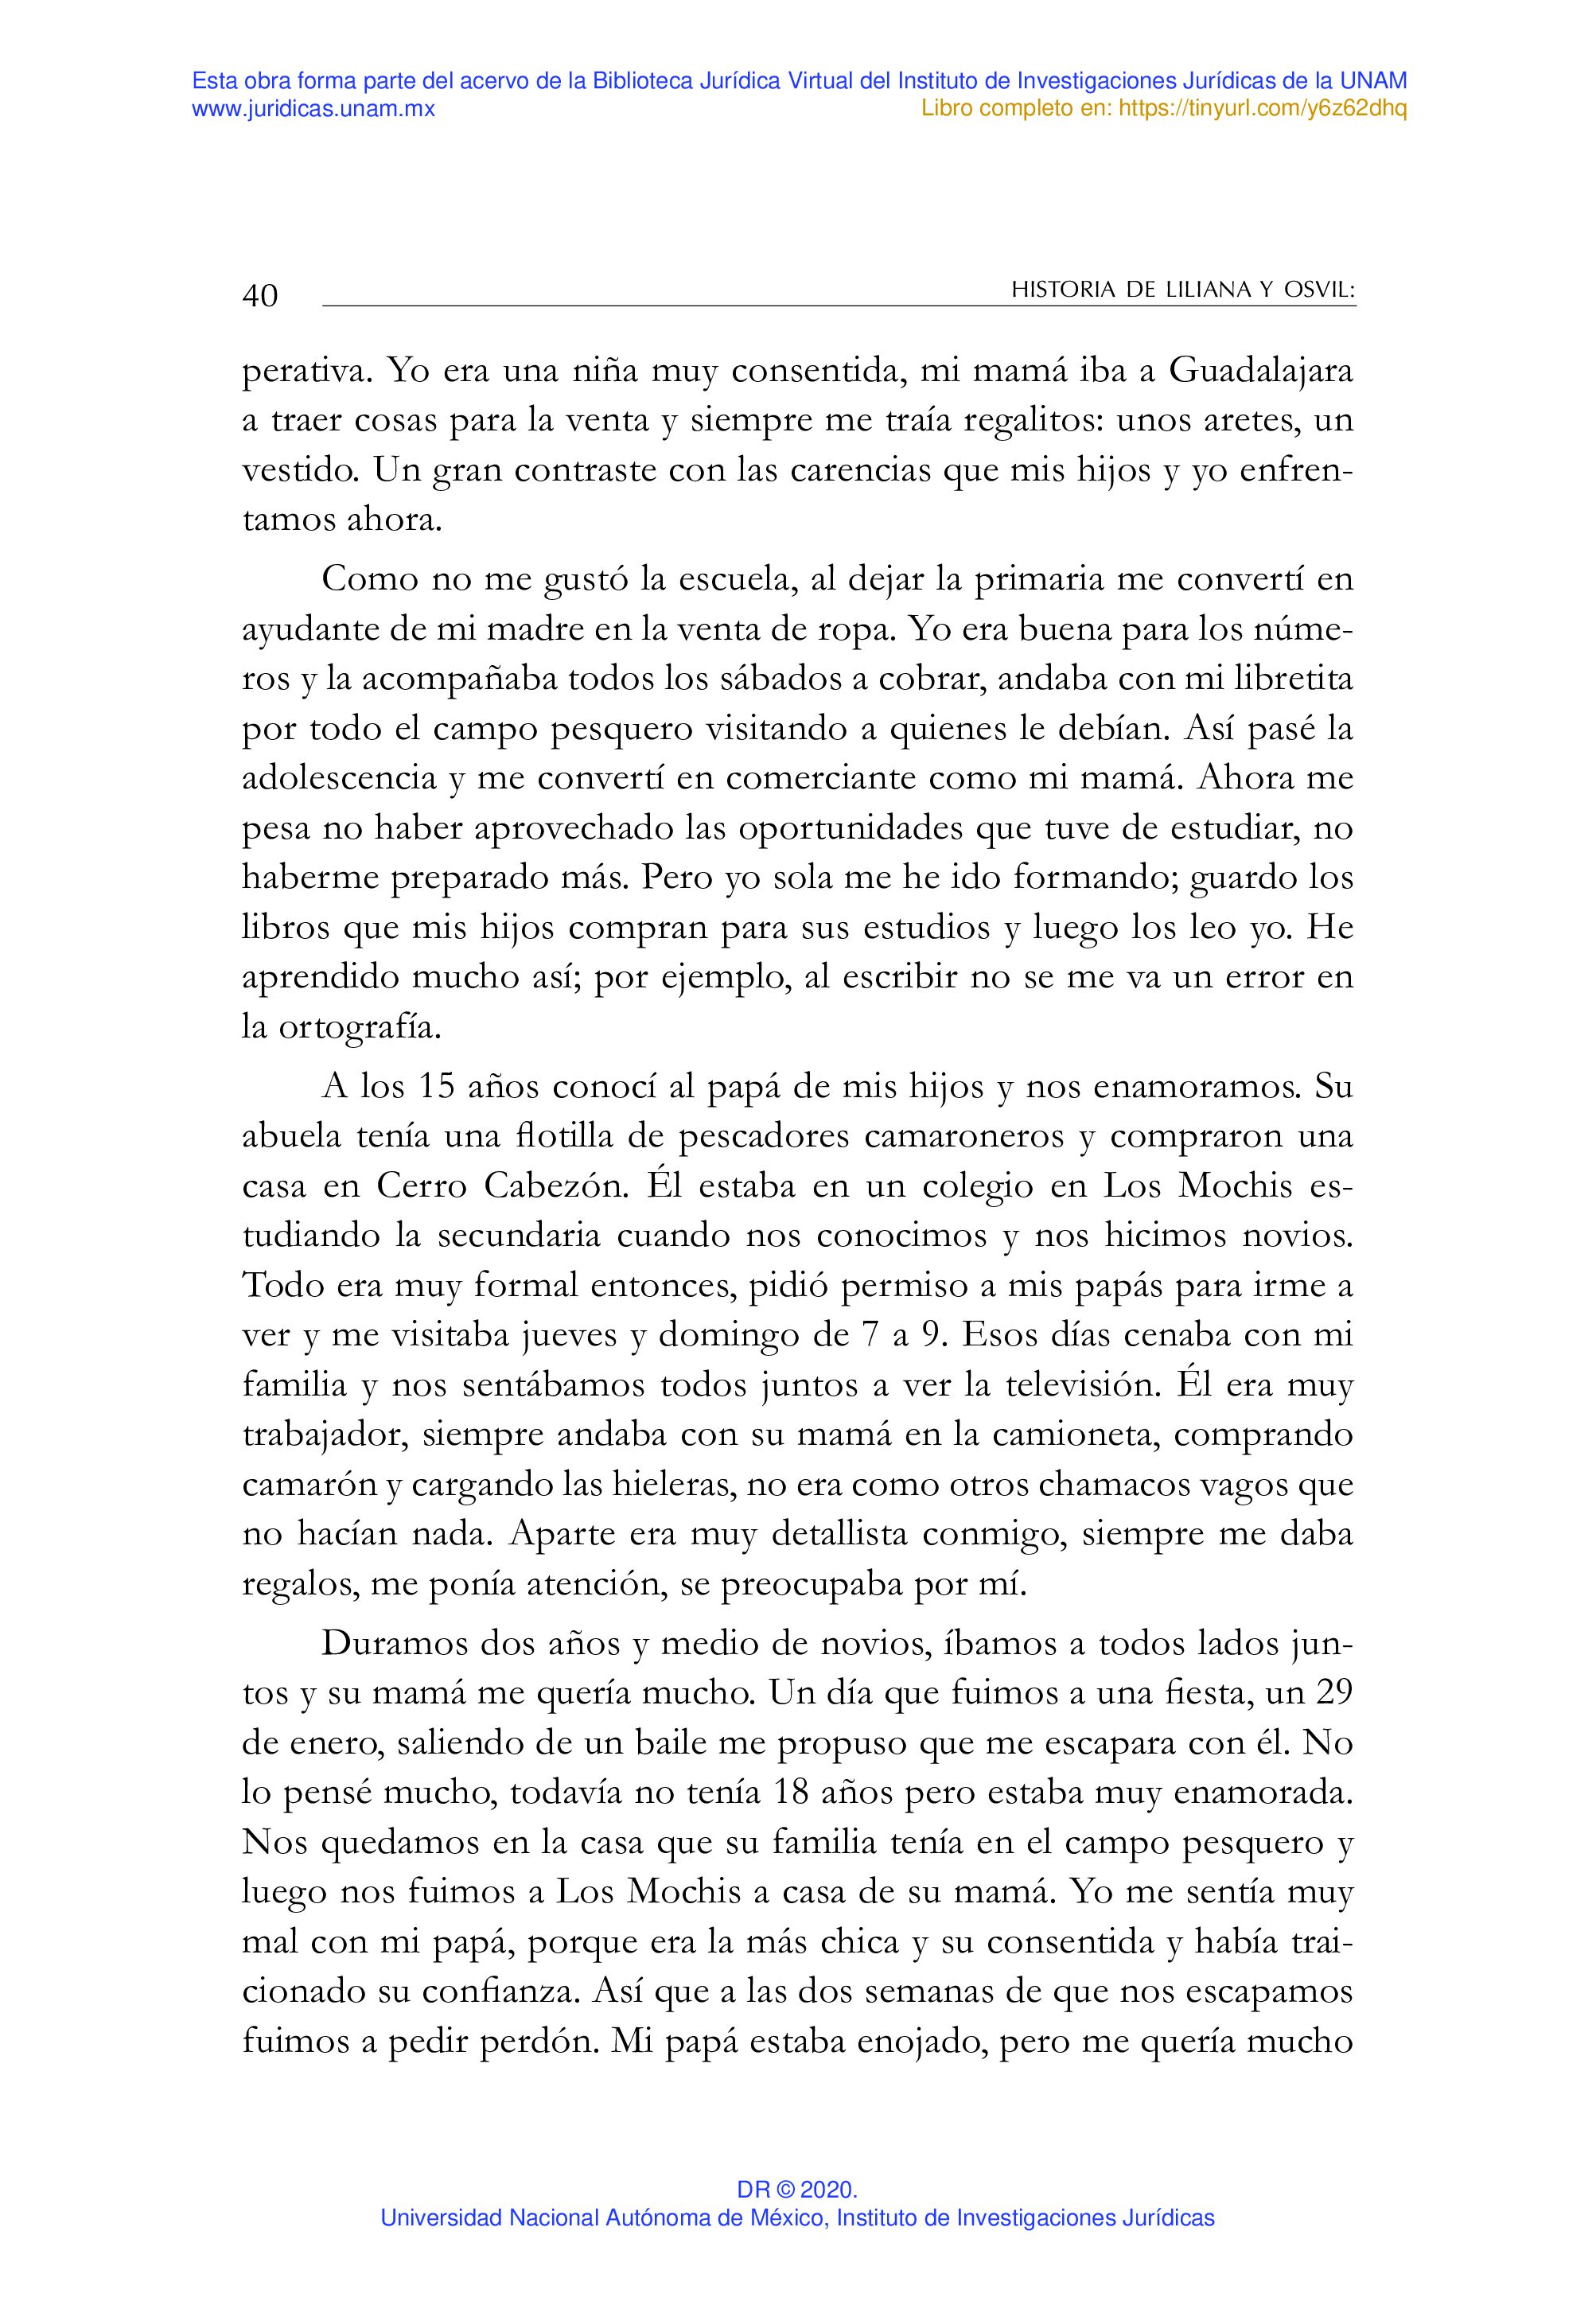 Esta obra forma parte del acervo de la Biblioteca Jurídica Virtual del Instituto de Investigaciones Jurídicas de la UNAM
www.juridicas.unam.mx
Libro completo en: https://tinyurl.com/y6z62dhq
40
HISTORIA DE LILIANA Y OSVIL:
perativa. Yo era una niña muy consentida, mi mamá iba a Guadalajara
a traer cosas para la venta y siempre me traía regalitos: unos aretes, un
vestido. Un gran contraste con las carencias que mis hijos y yo enfren-
tamos ahora.
Como no me gustó la escuela, al dejar la primaria me convertí en
ayudante de mi madre en la venta de ropa. Yo era buena para los núme-
ros y la acompañaba todos los sábados a cobrar, andaba con mi libretita
por todo el campo pesquero visitando a quienes le debían. Así pasé la
adolescencia y me convertí en comerciante como mi mamá. Ahora me
pesa no haber aprovechado las oportunidades que tuve de estudiar, no
haberme preparado más. Pero yo sola me he ido formando; guardo los
libros que mis hijos compran para sus estudios y luego los leo yo. He
aprendido mucho así; por ejemplo, al escribir no se me va un error en
la ortografía.
A los 15 años conocí al papá de mis hijos y nos enamoramos. Su
abuela tenía una flotilla de pescadores camaroneros y compraron una
casa en Cerro Cabezón. Él estaba en un colegio en Los Mochis es-
tudiando la secundaria cuando nos conocimos y nos hicimos novios.
Todo era muy formal entonces, pidió permiso a mis papás para irme a
ver y me visitaba jueves y domingo de 7 a 9. Esos días cenaba con mi
familia y nos sentábamos todos juntos a ver la televisión. Él era muy
trabajador, siempre andaba con su mamá en la camioneta, comprando
camarón y cargando las hieleras, no era como otros chamacos vagos que
no hacían nada. Aparte era muy detallista conmigo, siempre me daba
regalos, me ponía atención, se preocupaba por mí.
Duramos dos años y medio de novios, íbamos a todos lados jun-
tos y su mamá me quería mucho. Un día que fuimos a una fiesta, un 29
de enero, saliendo de un baile me propuso que me escapara con él. No
lo pensé mucho, todavía no tenía 18 años pero estaba muy enamorada.
Nos quedamos en la casa que su familia tenía en el campo pesquero y
luego nos fuimos a Los Mochis a casa de su mamá. Yo me sentía muy
mal con mi papá, porque era la más chica y su consentida y había trai-
cionado su confianza. Así que a las dos semanas de que nos escapamos
fuimos a pedir perdón. Mi papá estaba enojado, pero me quería mucho
DR © 2020.
Universidad Nacional Autónoma de México, Instituto de Investigaciones Jurídicas